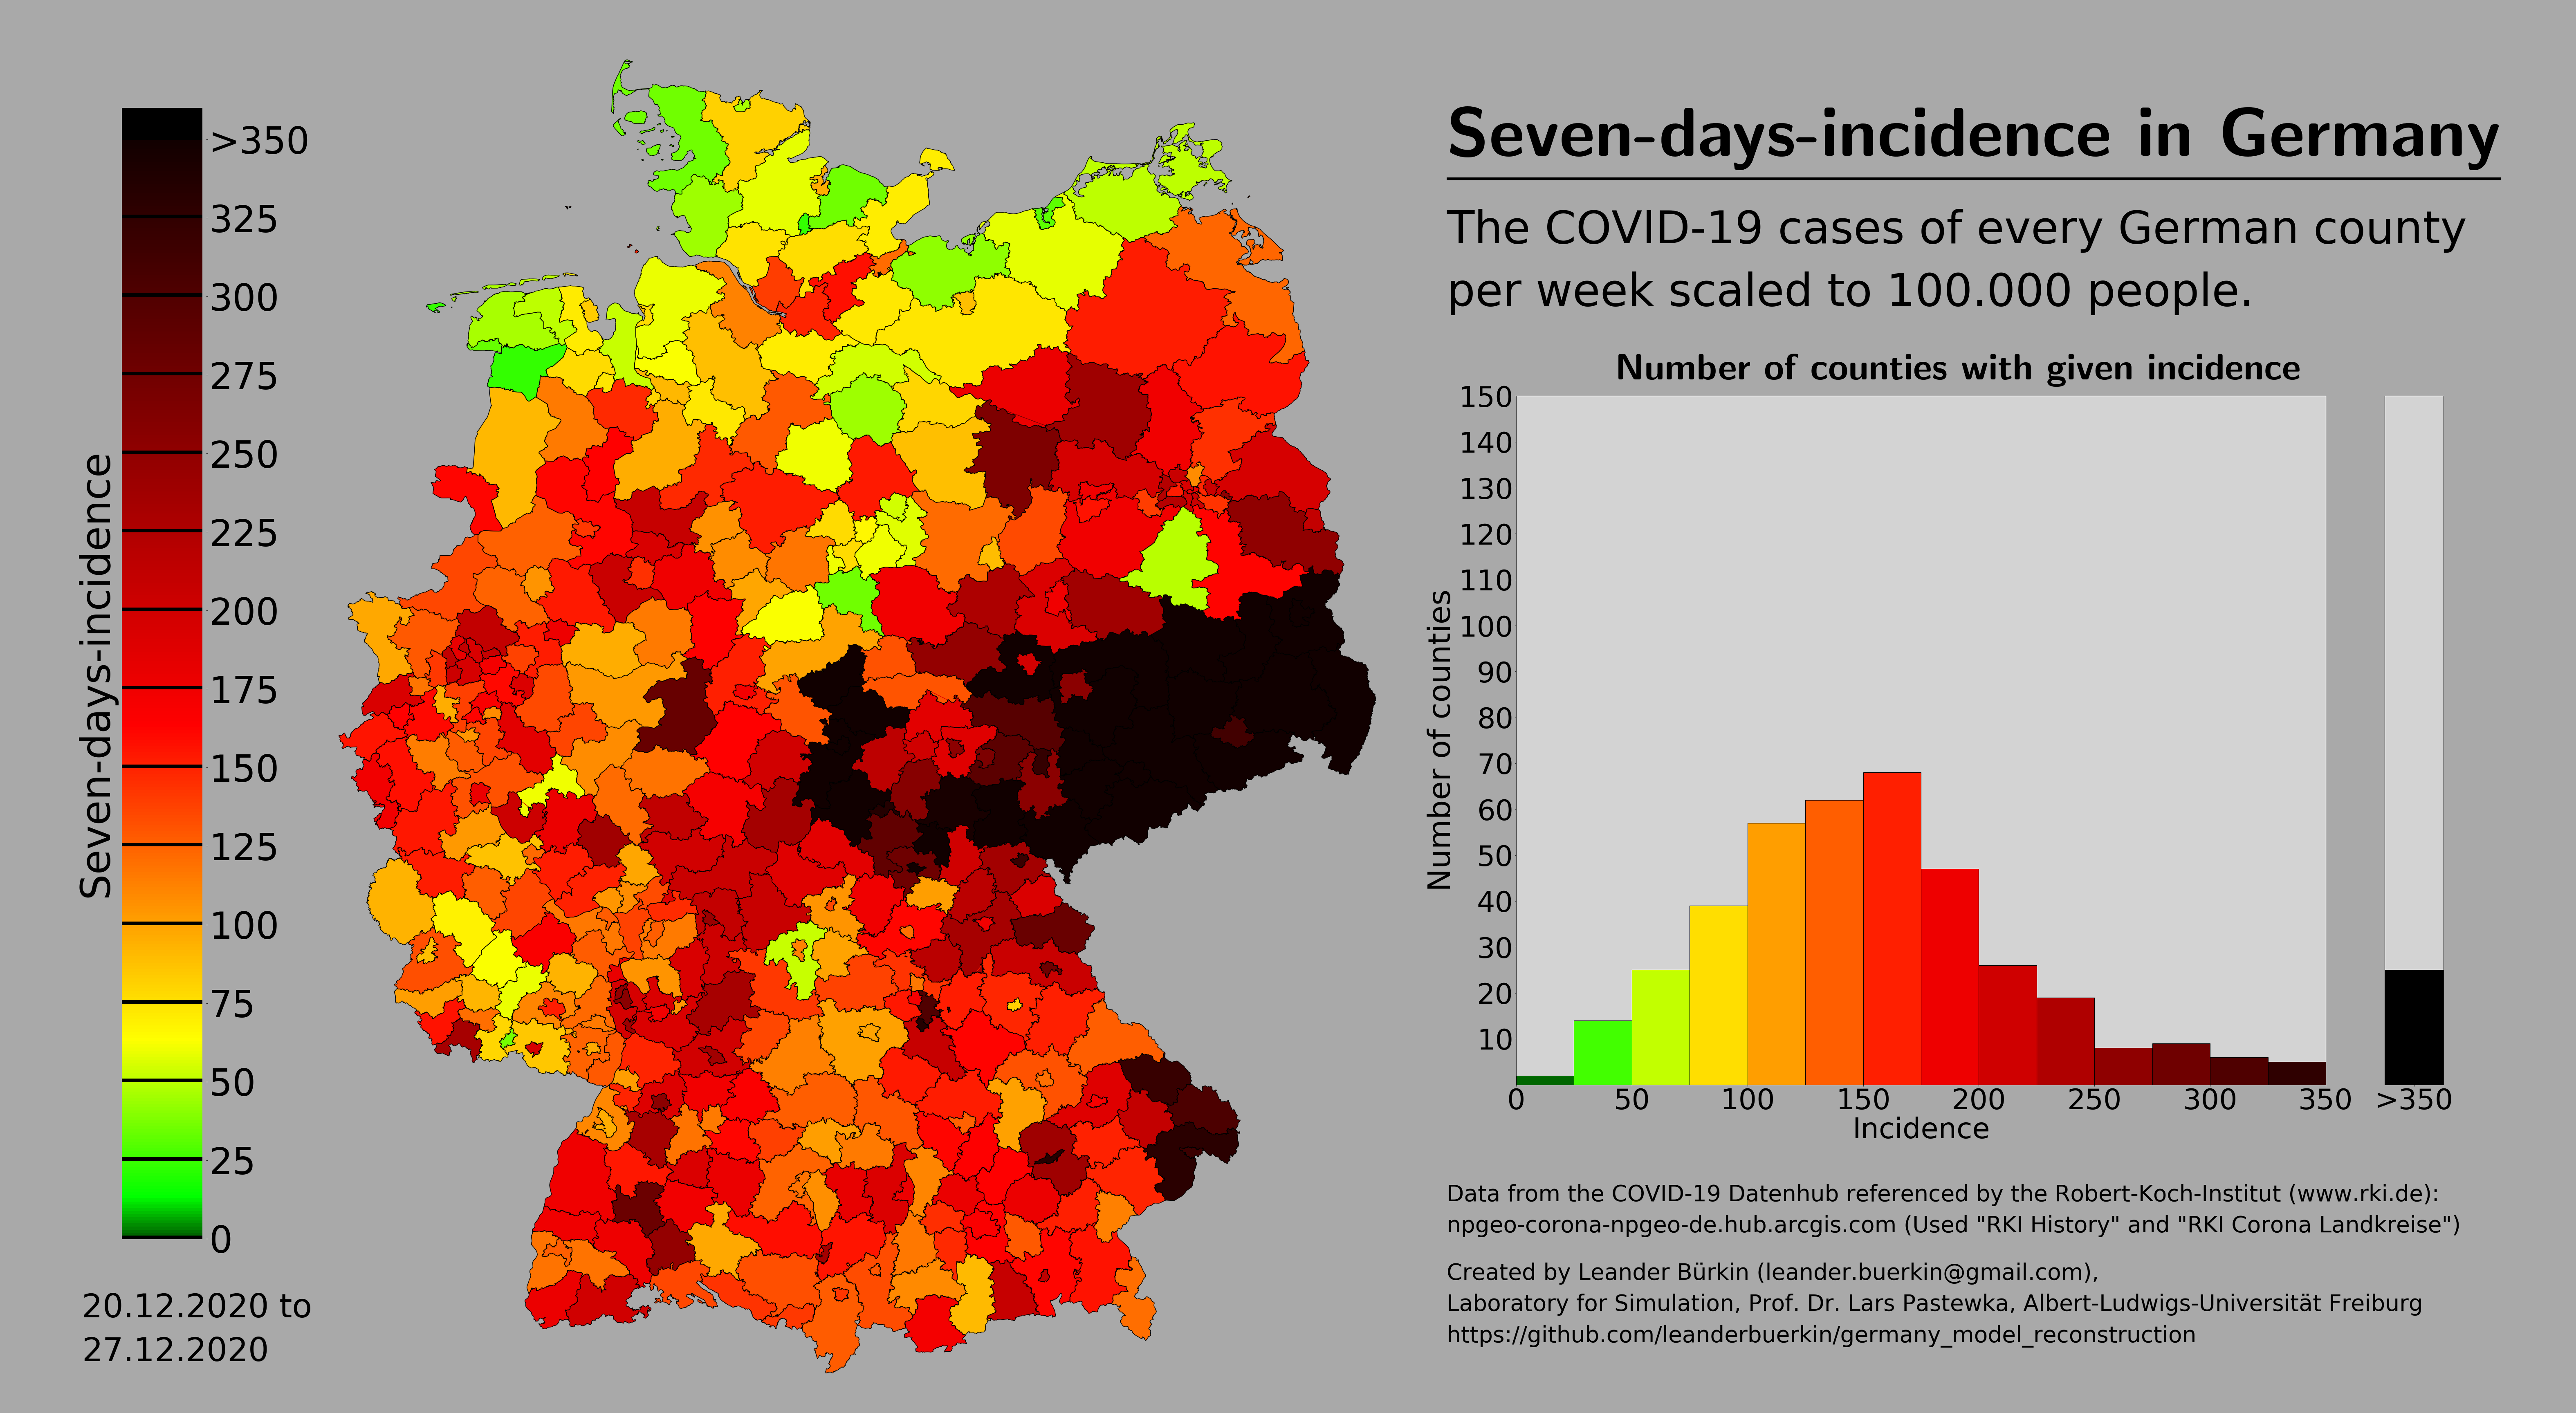 Seven-days-incidence in Germany
The COVID-19 cases of every German county
per week scaled to 100.000 people.
Seven-days-incidence
>350
325
300
275
250
225
200
175
150
125
100
75
50
25
0
20.12.2020 to
27.12.2020
Number of counties with given incidence
Number of counties
150
140
130
120
110
100
90
80
70
60
50
40
30
20
10
0 50 100 150 200 250 300 350 >350
Incidence
Data from the COVID-19 Datenhub referenced by the Robert-Koch-Institut (www.rki.de):
npgeo-corona-npgeo-de.hub.arcgis.com (Used "RKI History" and "RKI Corona Landkreise")
Created by Leander Bürkin (leander.buerkin@gmail.com),
Laboratory for Simulation, Prof. Dr. Lars Pastewka, Albert-Ludwigs-Universität Freiburg
https://github.com/leanderbuerkin/germany_model_reconstruction